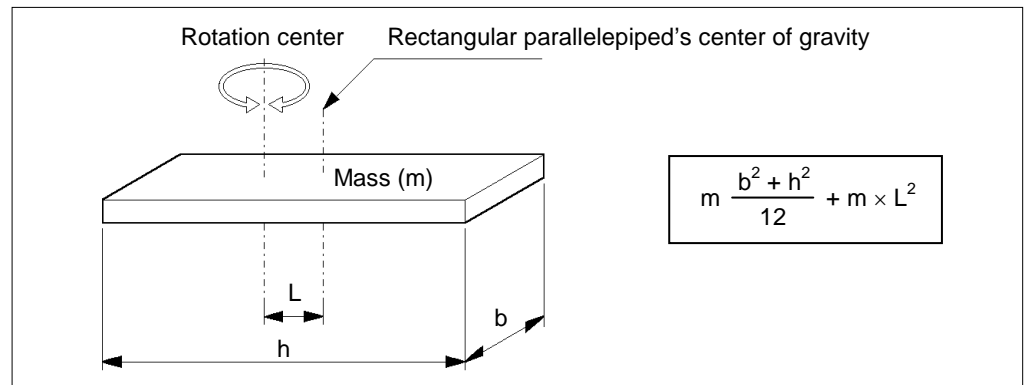 Rotation center
Rectangular parallelepiped's center of gravity
Mass (m)
m (b² + h²)/12 + m × L²
L
b
h